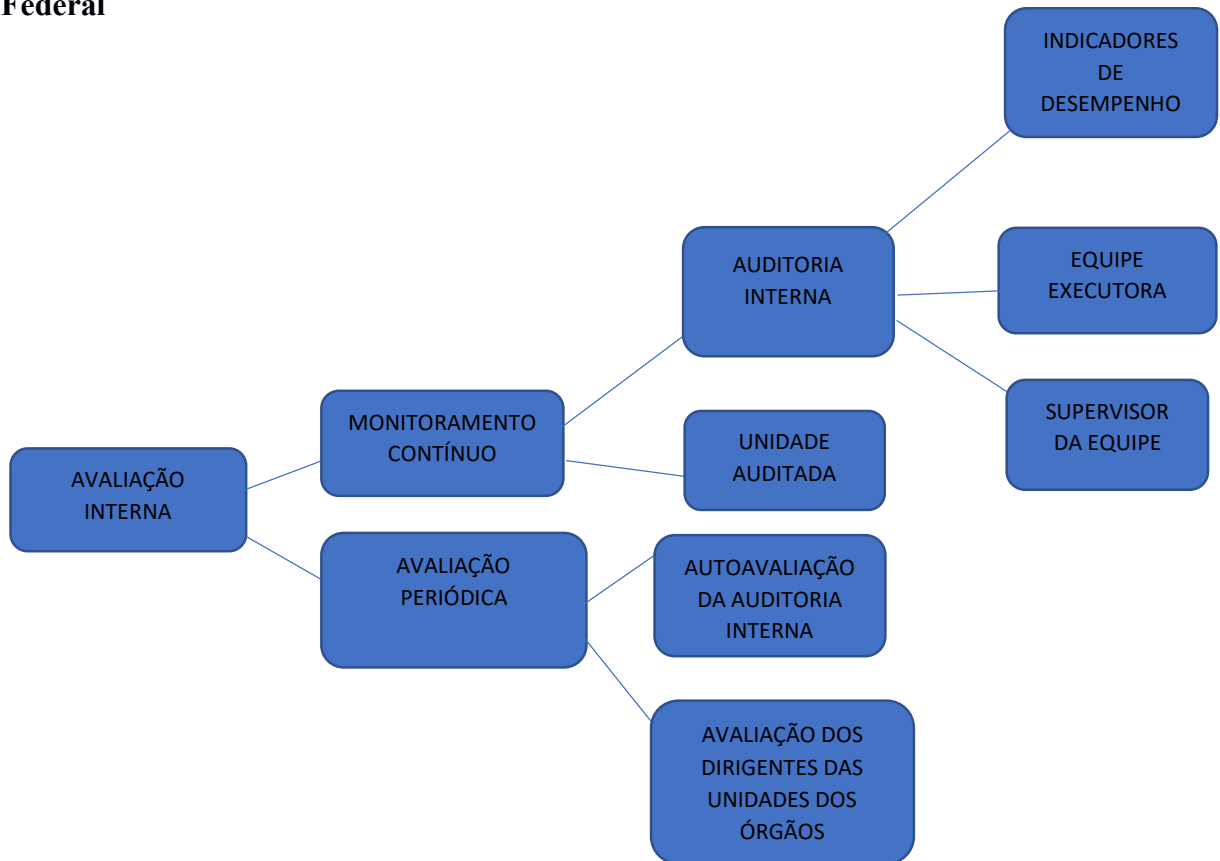 Federal
INDICADORES
DE
DESEMPENHO
AUDITORIA
INTERNA
EQUIPE
EXECUTORA
SUPERVISOR
DA EQUIPE
MONITORAMENTO
CONTÍNUO
UNIDADE
AUDITADA
AVALIAÇÃO
INTERNA
AVALIAÇÃO
PERIÓDICA
AUTOAVALIAÇÃO
DA AUDITORIA
INTERNA
AVALIAÇÃO DOS
DIRIGENTES DAS
UNIDADES DOS
ÓRGÃOS